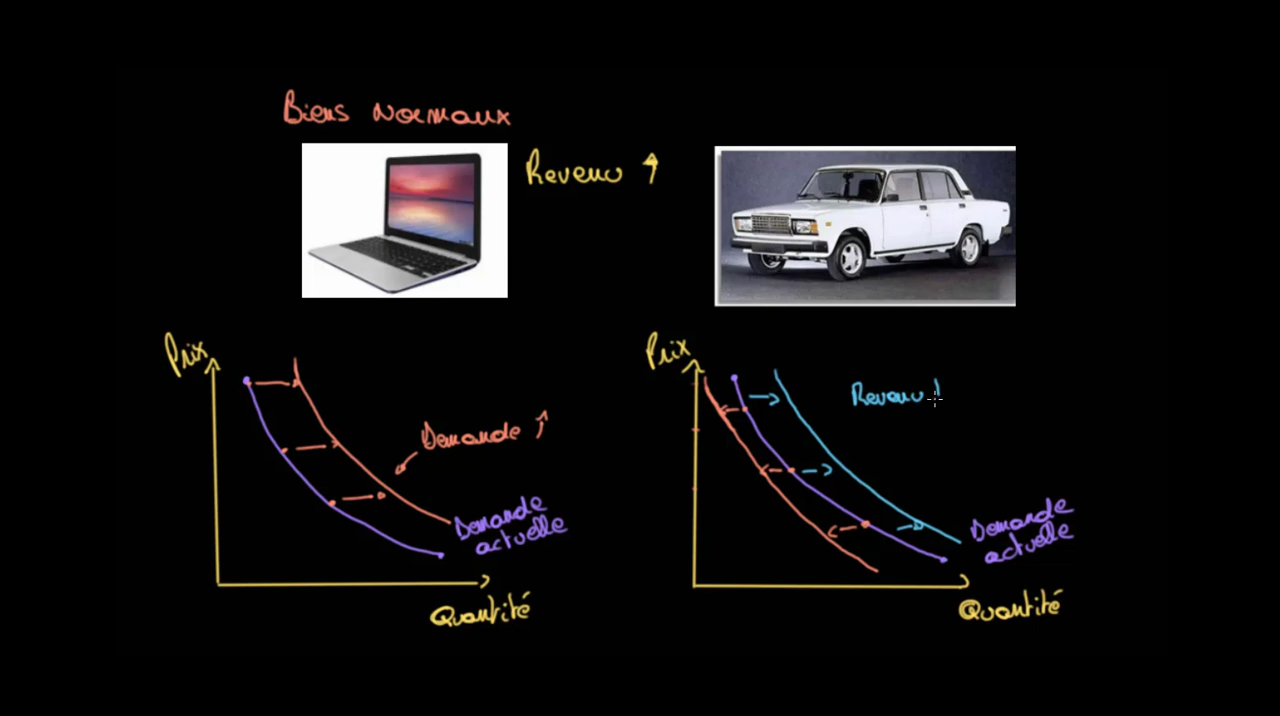 Biens normaux
Revenu ↑
Prix
Demande ↑
Demande
actuelle
Quantité
Prix
Revenu
Demande
actuelle
Quantité